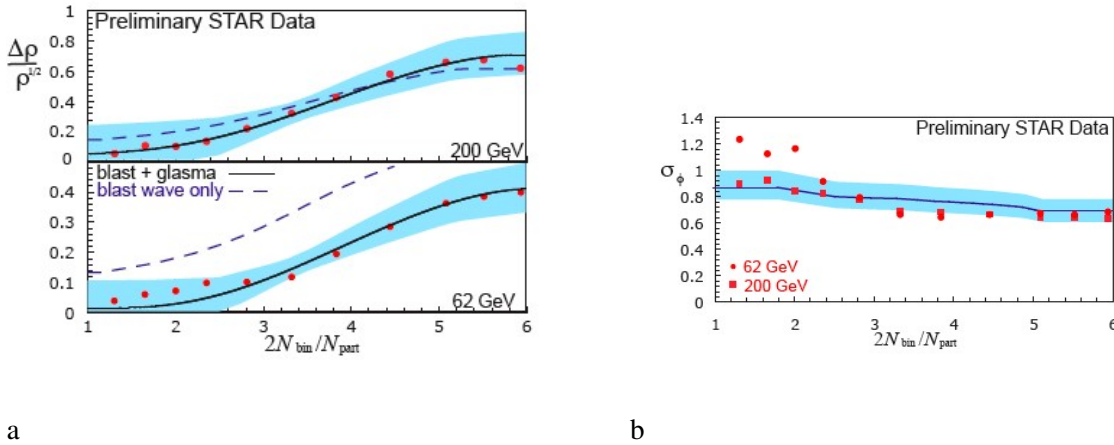 Preliminary STAR Data
Δρ
ρ^1/2
1
0.8
0.6
0.4
0.2
0
200 GeV
blast + glasma
blast wave only
0.4
0.3
0.2
0.1
0
62 GeV
1 2 3 4 5 6
2N_bin/N_part
a
Preliminary STAR Data
σ_ϕ
1.4
1.2
1
0.8
0.6
0.4
0.2
0
62 GeV
200 GeV
1 2 3 4 5 6
2N_bin/N_part
b